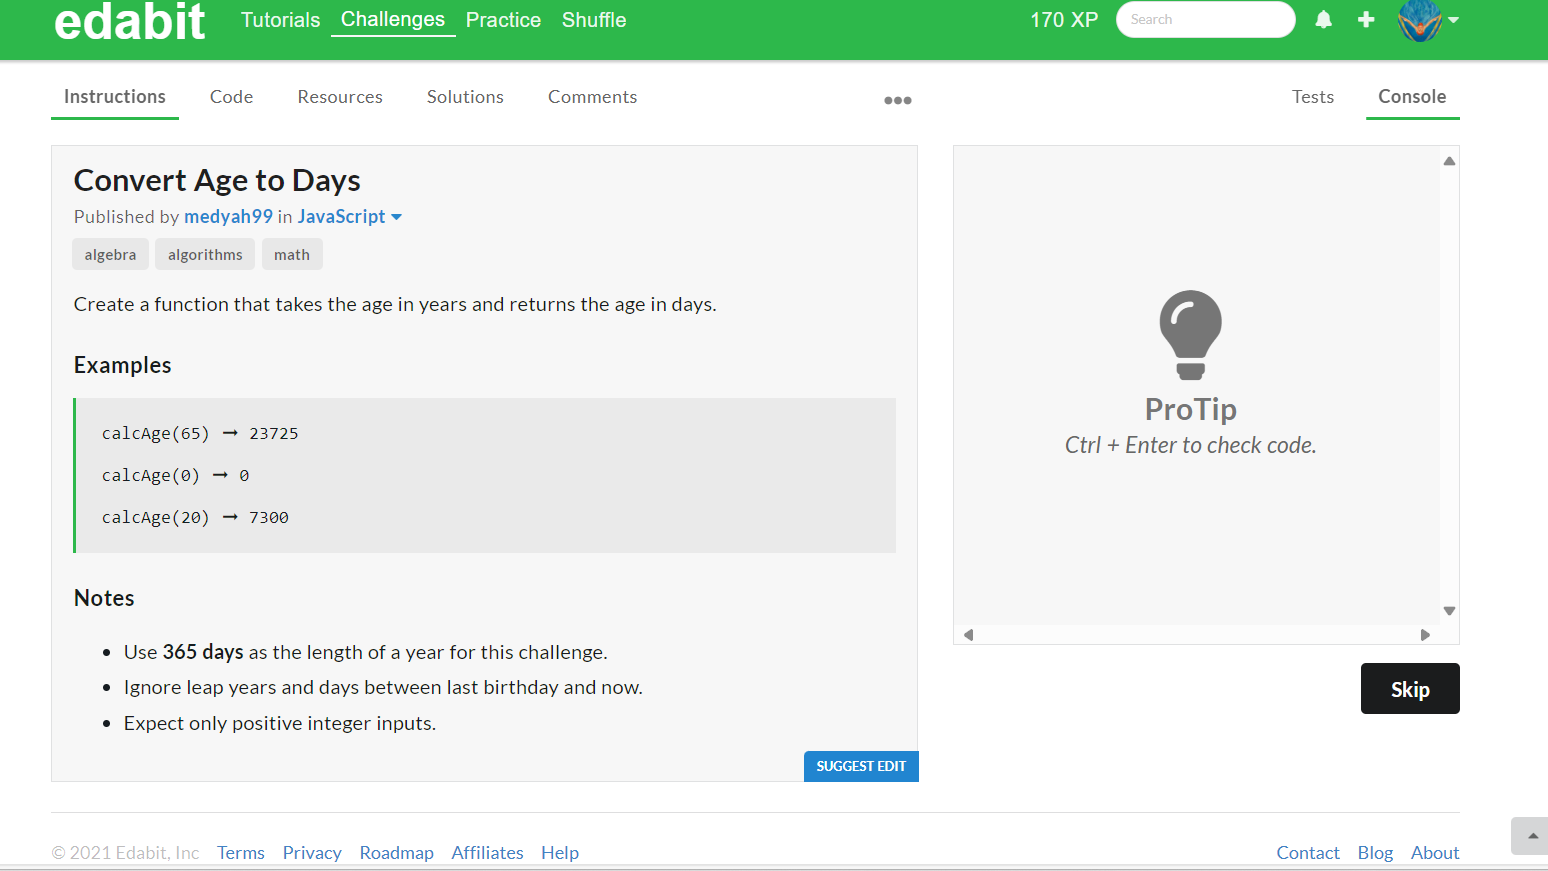 edabit Tutorials Challenges Practice Shuffle 170 XP Search
Instructions Code Resources Solutions Comments Tests Console
Convert Age to Days
Published by medyah99 in JavaScript
algebra algorithms math
Create a function that takes the age in years and returns the age in days.
Examples
calcAge(65) ➞ 23725
calcAge(0) ➞ 0
calcAge(20) ➞ 7300
Notes
• Use 365 days as the length of a year for this challenge.
• Ignore leap years and days between last birthday and now.
• Expect only positive integer inputs.
SUGGEST EDIT
ProTip
Ctrl + Enter to check code.
Skip
© 2021 Edabit, Inc Terms Privacy Roadmap Affiliates Help Contact Blog About